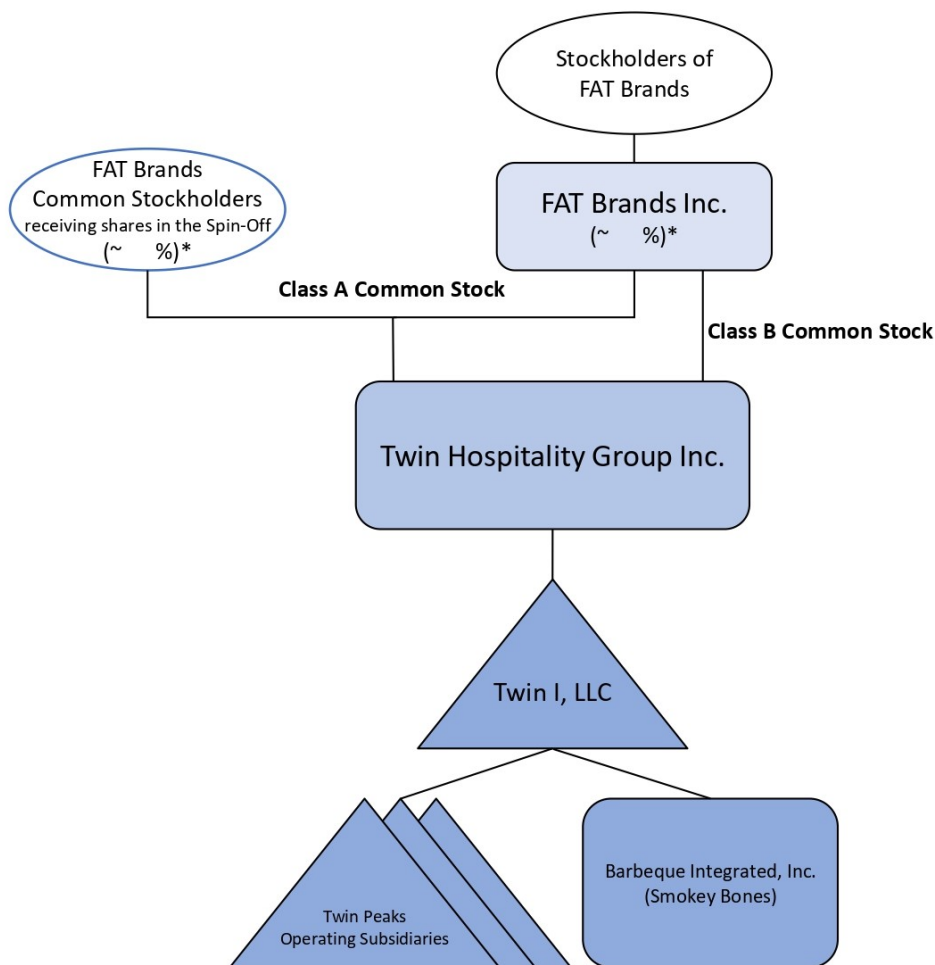 Stockholders of
FAT Brands
FAT Brands
Common Stockholders
receiving shares in the Spin-Off
(~ %)*
FAT Brands Inc.
(~ %)*
Class A Common Stock
Class B Common Stock
Twin Hospitality Group Inc.
Twin I, LLC
Twin Peaks
Operating Subsidiaries
Barbeque Integrated, Inc.
(Smokey Bones)